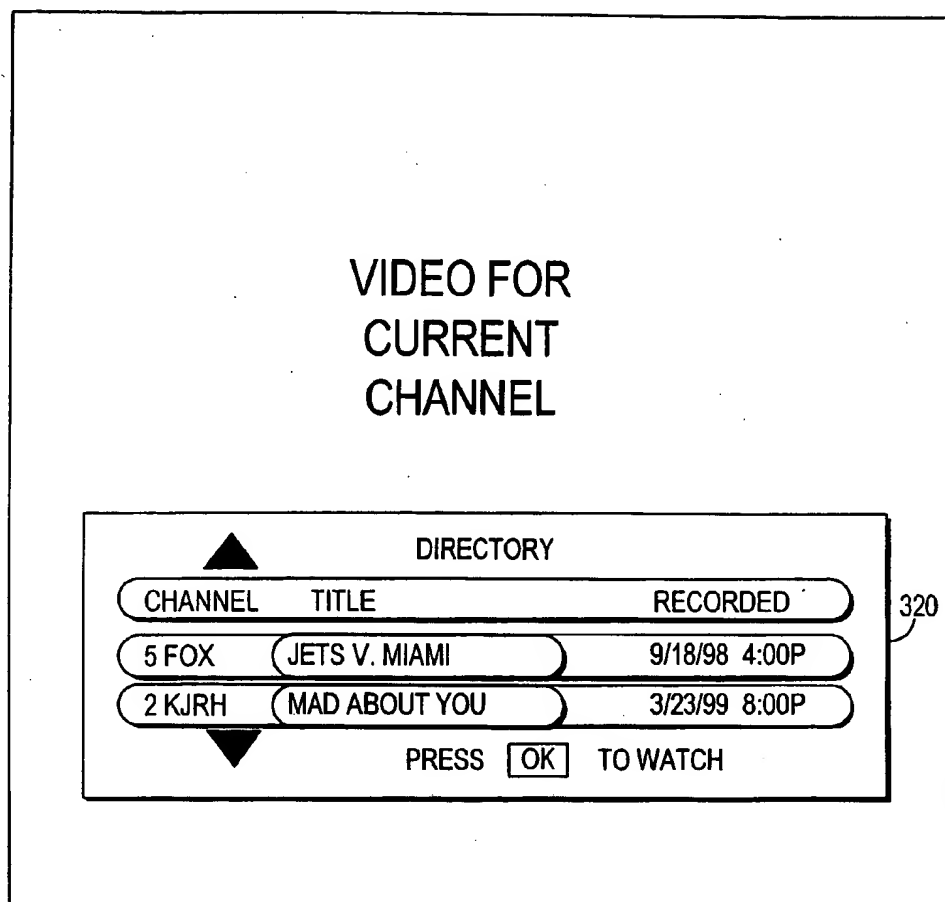 VIDEO FOR
CURRENT
CHANNEL
DIRECTORY
CHANNEL TITLE RECORDED
5 FOX JETS V. MIAMI 9/18/98 4:00P
2 KJRH MAD ABOUT YOU 3/23/99 8:00P
PRESS OK TO WATCH
320